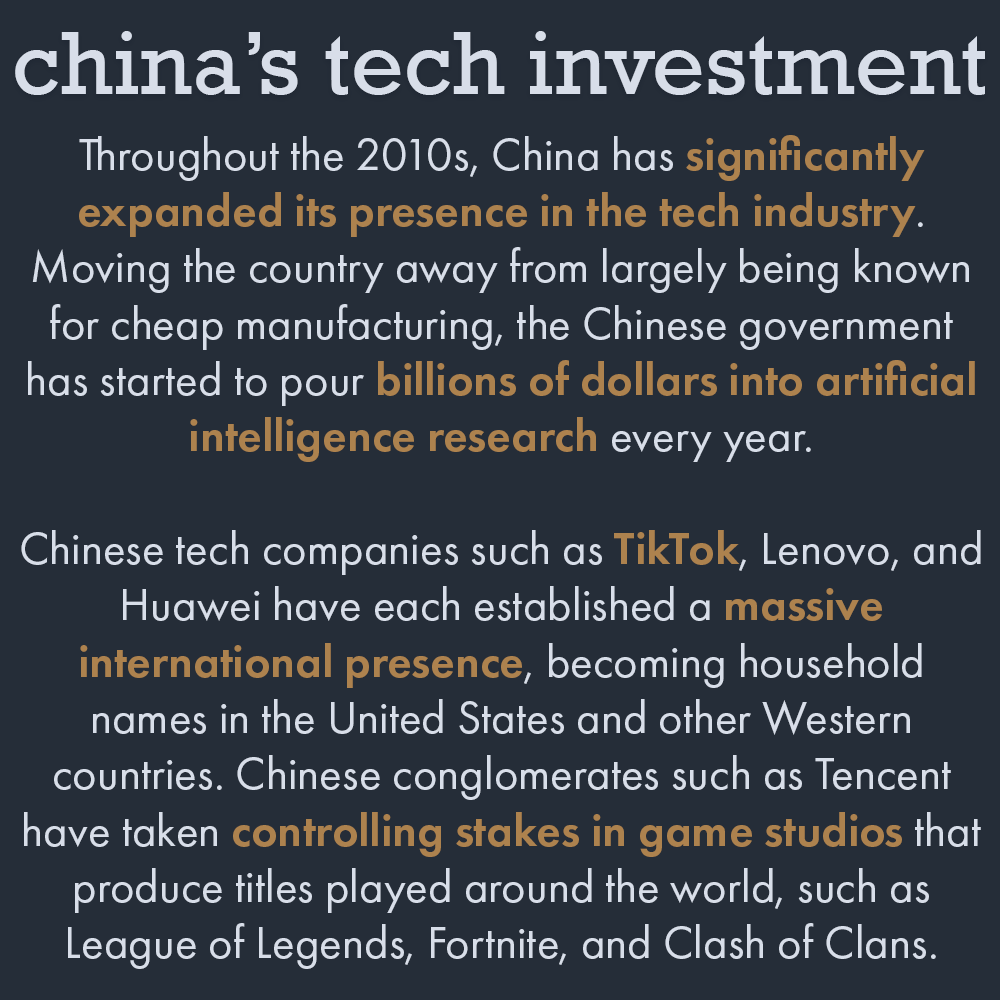 china's tech investment
Throughout the 2010s, China has significantly
expanded its presence in the tech industry.
Moving the country away from largely being known
for cheap manufacturing, the Chinese government
has started to pour billions of dollars into artificial
intelligence research every year.
Chinese tech companies such as TikTok, Lenovo, and
Huawei have each established a massive
international presence, becoming household
names in the United States and other Western
countries. Chinese conglomerates such as Tencent
have taken controlling stakes in game studios that
produce titles played around the world, such as
League of Legends, Fortnite, and Clash of Clans.